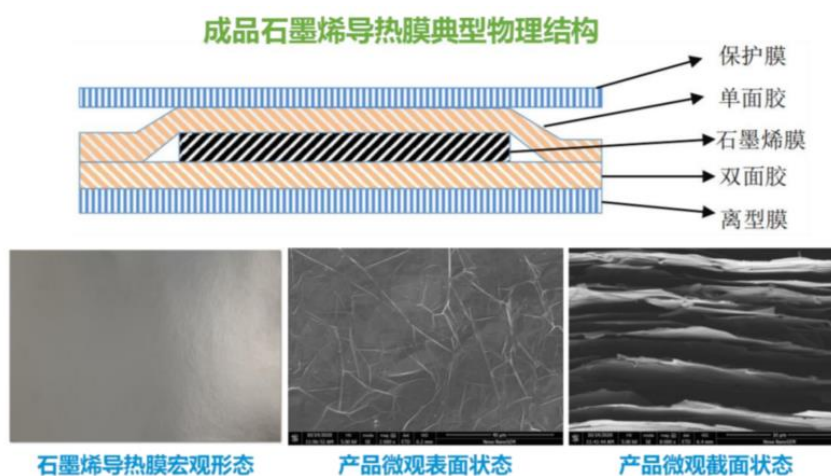 成品石墨烯导热膜典型物理结构
保护膜
单面胶
石墨烯膜
双面胶
离型膜
石墨烯导热膜宏观形态
产品微观表面状态
产品微观截面状态